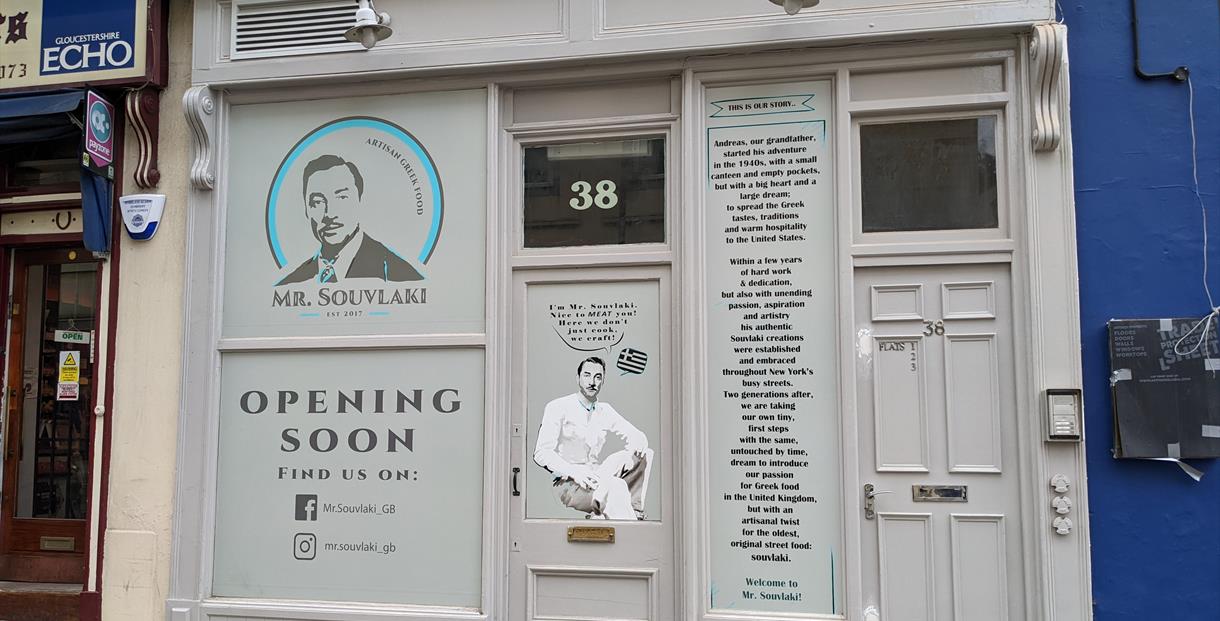 GLOUCESTERSHIRE
ECHO
073
payzone
OPEN
ARTISAN GREEK FOOD
MR. SOUVLAKI
EST 2017
OPENING
SOON
FIND US ON:
Mr.Souvlaki_GB
mr.souvlaki_gb
38
I'm Mr. Souvlaki.
Nice to MEAT you!
Here we don't
just cook,
we craft!
THIS IS OUR STORY..
Andreas, our grandfather,
started his adventure
in the 1940s, with a small
canteen and empty pockets,
but with a big heart and a
large dream;
to spread the Greek
tastes, traditions
and warm hospitality
to the United States.
Within a few years
of hard work
& dedication,
but also with unending
passion, aspiration
and artistry
his authentic
Souvlaki creations
were established
and embraced
throughout New York's
busy streets.
Two generations after,
we are taking
our own tiny,
first steps
with the same,
untouched by time,
dream to introduce
our passion
for Greek food
in the United Kingdom,
but with an
artisanal twist
for the oldest,
original street food:
souvlaki.
Welcome to
Mr. Souvlaki!
38
FLATS 1
2
3
FLOORS
DOORS
WALLS
WINDOWS
WORKTOPS